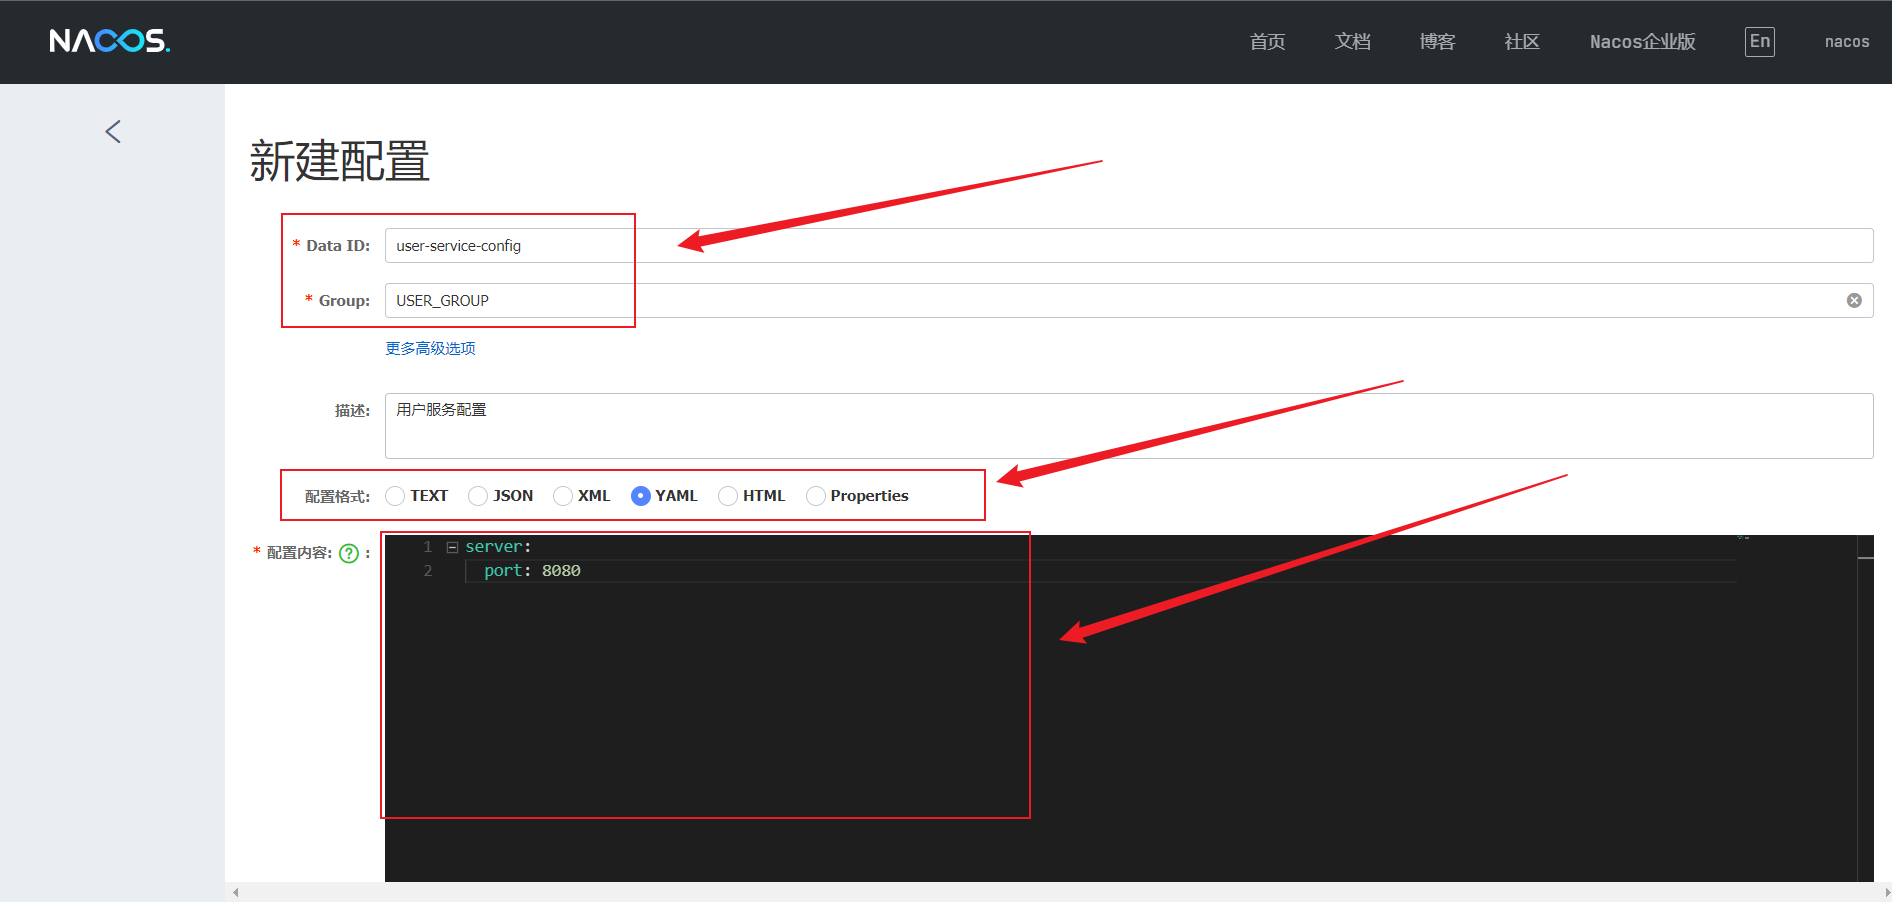 NACOS.
首页 文档 博客 社区 Nacos企业版 En nacos
新建配置
* Data ID: user-service-config
* Group: USER_GROUP
更多高级选项
描述: 用户服务配置
配置格式: TEXT JSON XML YAML HTML Properties
* 配置内容: ? :
1 server:
2 port: 8080